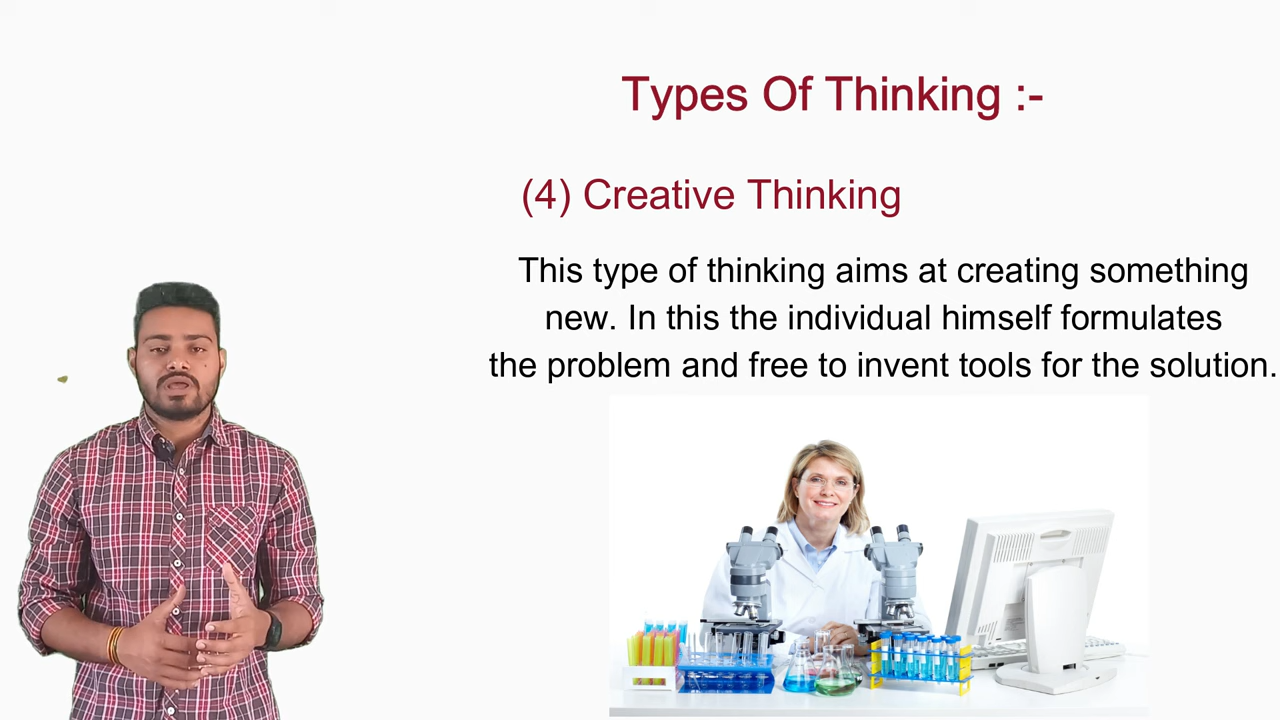 Types Of Thinking :-
(4) Creative Thinking
This type of thinking aims at creating something
new. In this the individual himself formulates
the problem and free to invent tools for the solution.